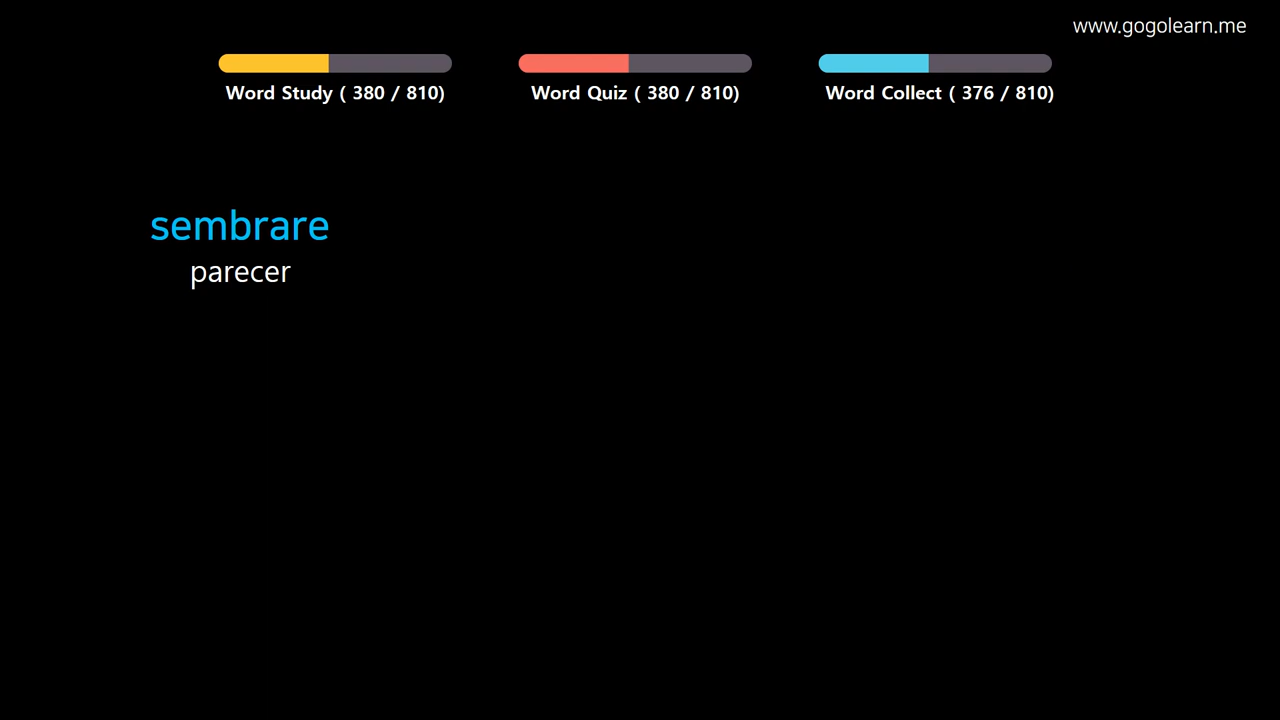 www.gogolearn.me
Word Study ( 380 / 810)
Word Quiz ( 380 / 810)
Word Collect ( 376 / 810)
sembrare
parecer